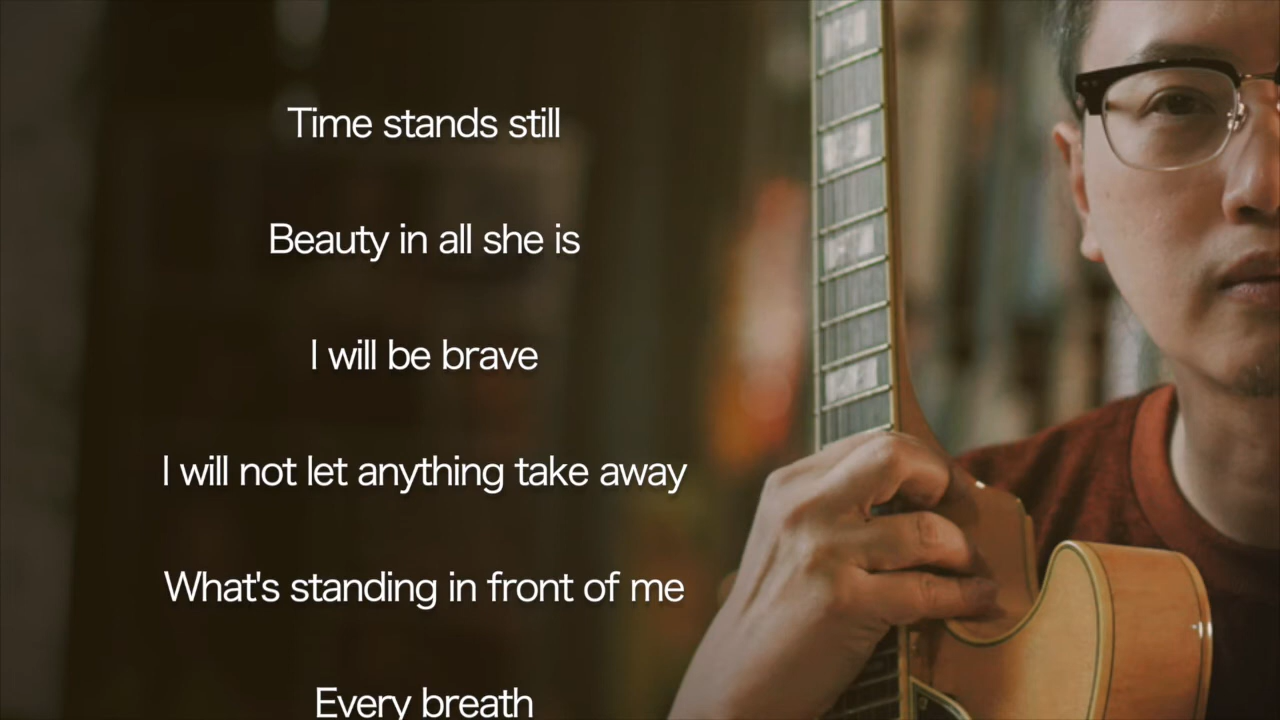 Time stands still
Beauty in all she is
I will be brave
I will not let anything take away
What's standing in front of me
Every breath